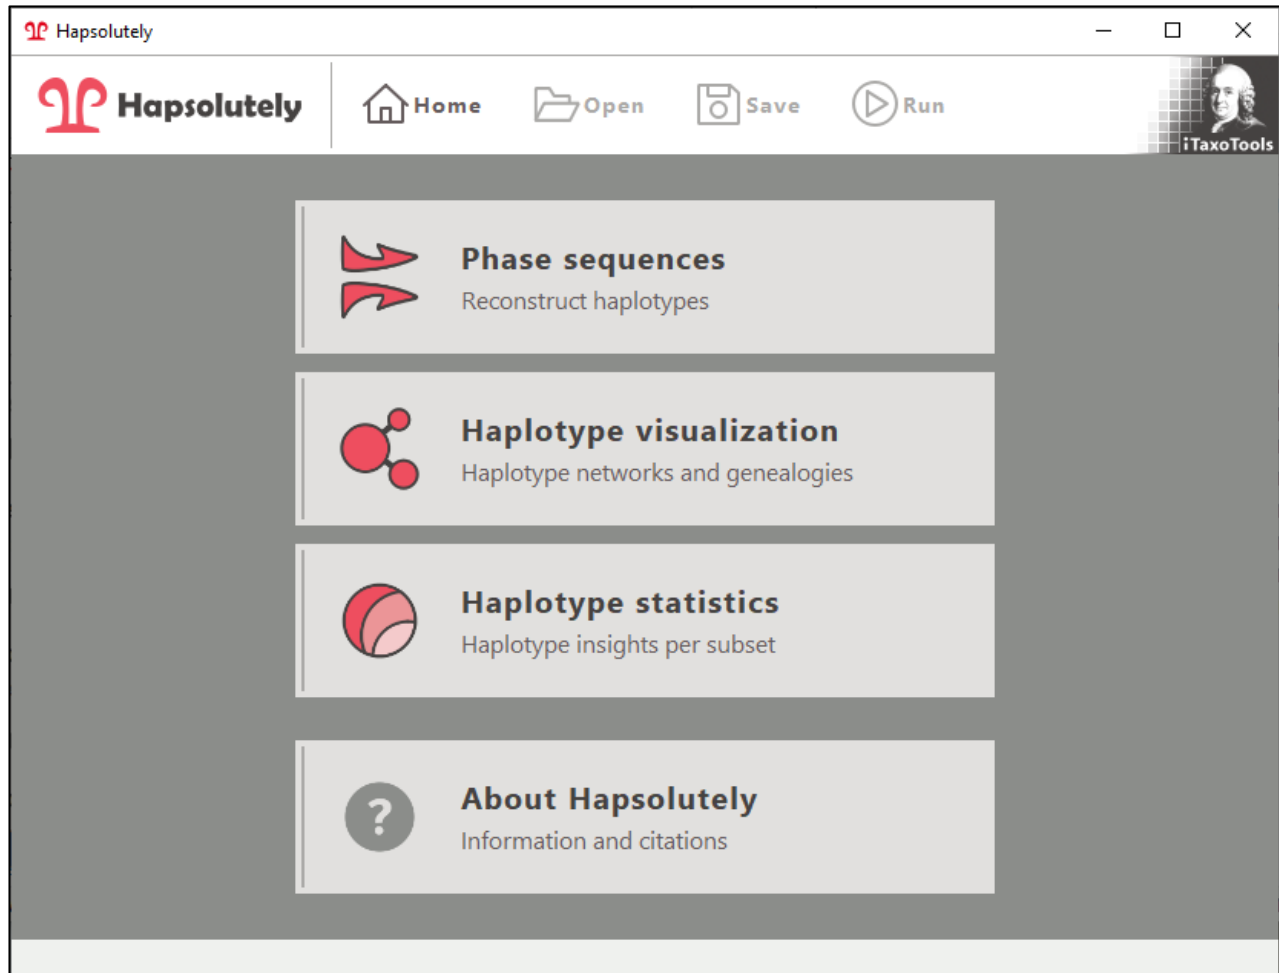 Hapsolutely
Hapsolutely
Home
Open
Save
Run
iTaxoTools
Phase sequences
Reconstruct haplotypes
Haplotype visualization
Haplotype networks and genealogies
Haplotype statistics
Haplotype insights per subset
?
About Hapsolutely
Information and citations